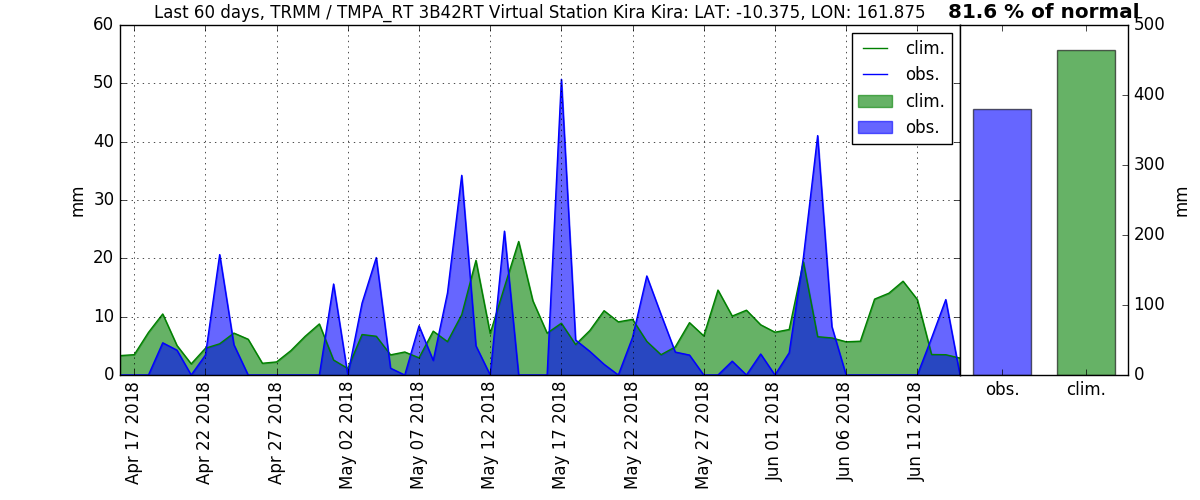 Last 60 days, TRMM / TMPA_RT 3B42RT Virtual Station Kira Kira: LAT: -10.375, LON: 161.875
81.6 % of normal
60
50
40
30
20
10
0
mm
clim.
obs.
clim.
obs.
500
400
300
200
100
0
mm
Apr 17 2018
Apr 22 2018
Apr 27 2018
May 02 2018
May 07 2018
May 12 2018
May 17 2018
May 22 2018
May 27 2018
Jun 01 2018
Jun 06 2018
Jun 11 2018
obs.
clim.